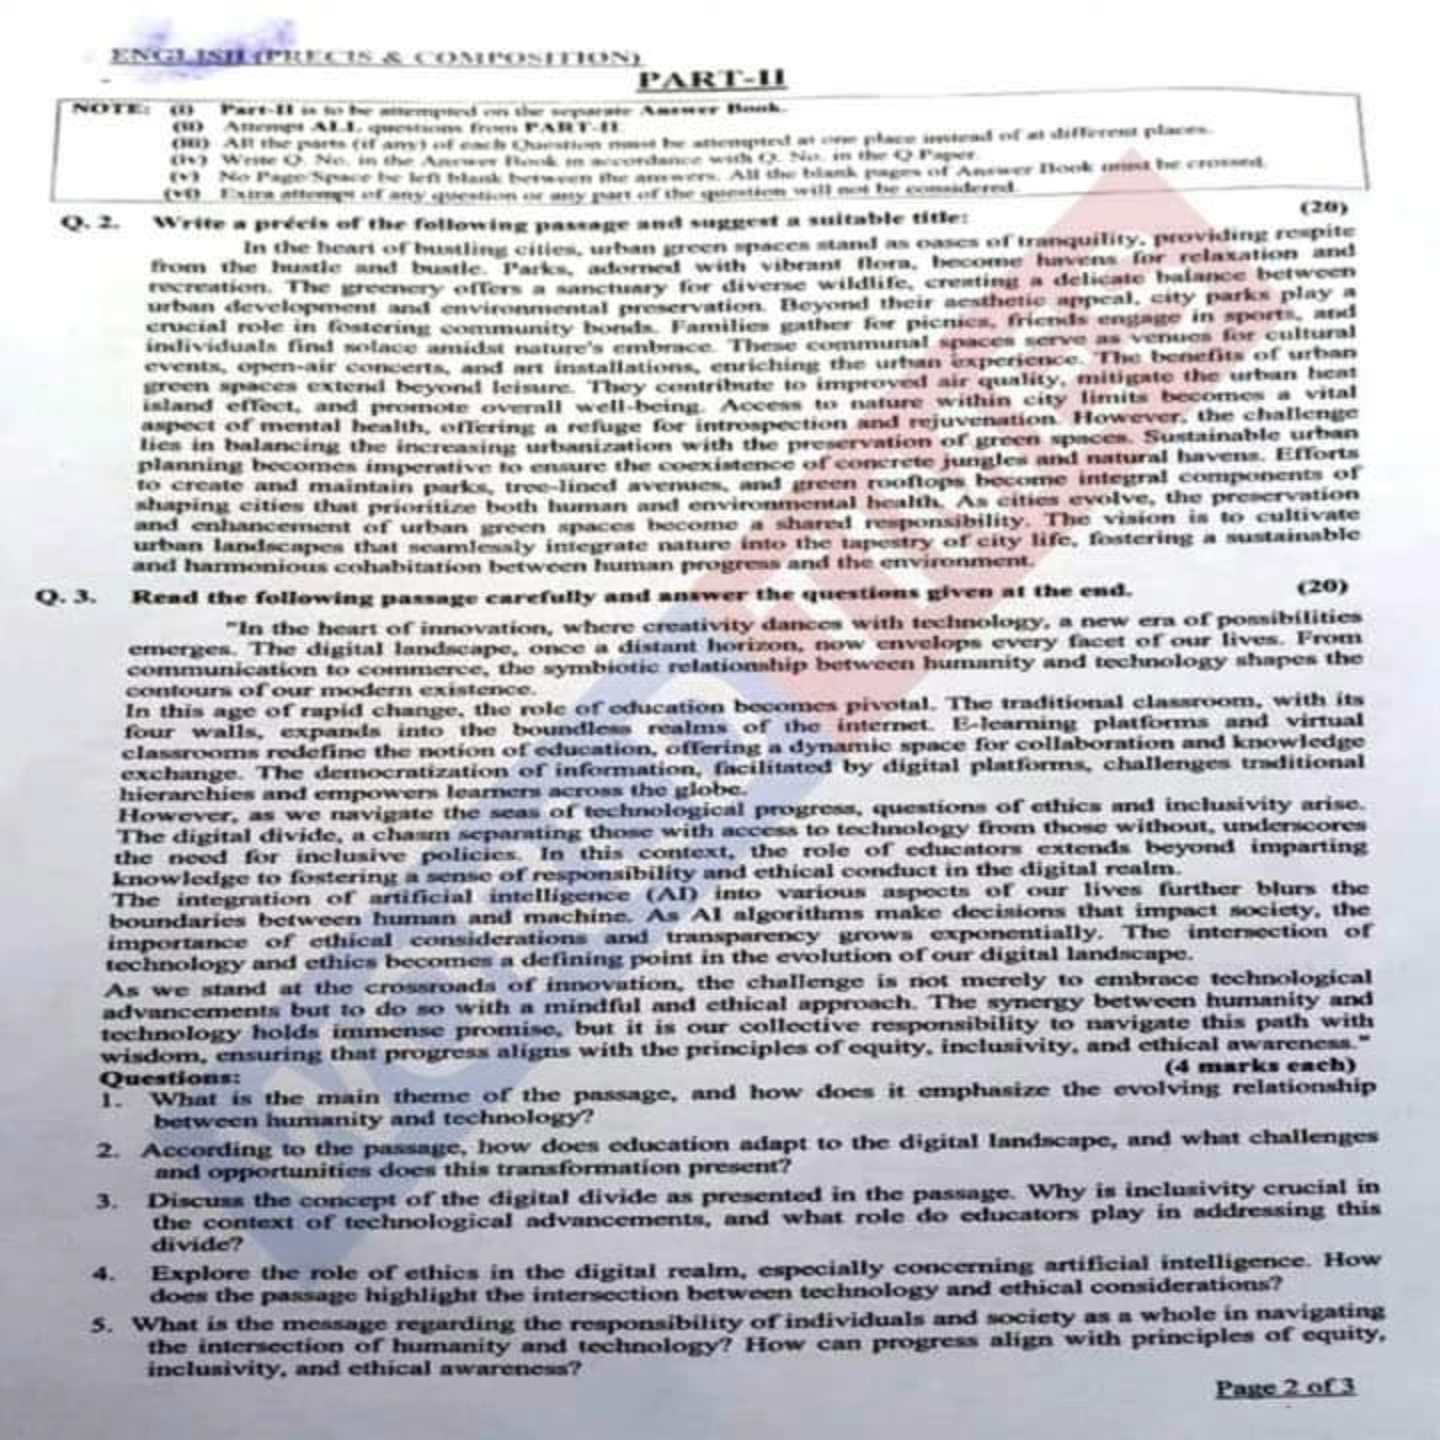 ENGLISH (PRECIS & COMPOSITION)
PART-II
NOTE: (i) Part-II is to be attempted on the separate Answer Book.
(ii) Attempt ALL questions from PART-II.
(iii) All the parts (if any) of each Question must be attempted at one place instead of at different places.
(iv) Write Q. No. in the Answer Book in accordance with Q. No. in the Q.Paper.
(v) No Page/Space be left blank between the answers. All the blank pages of Answer Book must be crossed.
(vi) Extra attempt of any question or any part of the question will not be considered.
Q. 2. Write a précis of the following passage and suggest a suitable title: (20)
In the heart of bustling cities, urban green spaces stand as oases of tranquility, providing respite
from the hustle and bustle. Parks, adorned with vibrant flora, become havens for relaxation and
recreation. The greenery offers a sanctuary for diverse wildlife, creating a delicate balance between
urban development and environmental preservation. Beyond their aesthetic appeal, city parks play a
crucial role in fostering community bonds. Families gather for picnics, friends engage in sports, and
individuals find solace amidst nature's embrace. These communal spaces serve as venues for cultural
events, open-air concerts, and art installations, enriching the urban experience. The benefits of urban
green spaces extend beyond leisure. They contribute to improved air quality, mitigate the urban heat
island effect, and promote overall well-being. Access to nature within city limits becomes a vital
aspect of mental health, offering a refuge for introspection and rejuvenation. However, the challenge
lies in balancing the increasing urbanization with the preservation of green spaces. Sustainable urban
planning becomes imperative to ensure the coexistence of concrete jungles and natural havens. Efforts
to create and maintain parks, tree-lined avenues, and green rooftops become integral components of
shaping cities that prioritize both human and environmental health. As cities evolve, the preservation
and enhancement of urban green spaces become a shared responsibility. The vision is to cultivate
urban landscapes that seamlessly integrate nature into the tapestry of city life, fostering a sustainable
and harmonious cohabitation between human progress and the environment.
Q. 3. Read the following passage carefully and answer the questions given at the end. (20)
"In the heart of innovation, where creativity dances with technology, a new era of possibilities
emerges. The digital landscape, once a distant horizon, now envelops every facet of our lives. From
communication to commerce, the symbiotic relationship between humanity and technology shapes the
contours of our modern existence.
In this age of rapid change, the role of education becomes pivotal. The traditional classroom, with its
four walls, expands into the boundless realms of the internet. E-learning platforms and virtual
classrooms redefine the notion of education, offering a dynamic space for collaboration and knowledge
exchange. The democratization of information, facilitated by digital platforms, challenges traditional
hierarchies and empowers learners across the globe.
However, as we navigate the seas of technological progress, questions of ethics and inclusivity arise.
The digital divide, a chasm separating those with access to technology from those without, underscores
the need for inclusive policies. In this context, the role of educators extends beyond imparting
knowledge to fostering a sense of responsibility and ethical conduct in the digital realm.
The integration of artificial intelligence (AI) into various aspects of our lives further blurs the
boundaries between human and machine. As AI algorithms make decisions that impact society, the
importance of ethical considerations and transparency grows exponentially. The intersection of
technology and ethics becomes a defining point in the evolution of our digital landscape.
As we stand at the crossroads of innovation, the challenge is not merely to embrace technological
advancements but to do so with a mindful and ethical approach. The synergy between humanity and
technology holds immense promise, but it is our collective responsibility to navigate this path with
wisdom, ensuring that progress aligns with the principles of equity, inclusivity, and ethical awareness."
Questions: (4 marks each)
1. What is the main theme of the passage, and how does it emphasize the evolving relationship
between humanity and technology?
2. According to the passage, how does education adapt to the digital landscape, and what challenges
and opportunities does this transformation present?
3. Discuss the concept of the digital divide as presented in the passage. Why is inclusivity crucial in
the context of technological advancements, and what role do educators play in addressing this
divide?
4. Explore the role of ethics in the digital realm, especially concerning artificial intelligence. How
does the passage highlight the intersection between technology and ethical considerations?
5. What is the message regarding the responsibility of individuals and society as a whole in navigating
the intersection of humanity and technology? How can progress align with principles of equity,
inclusivity, and ethical awareness?
Page 2 of 3